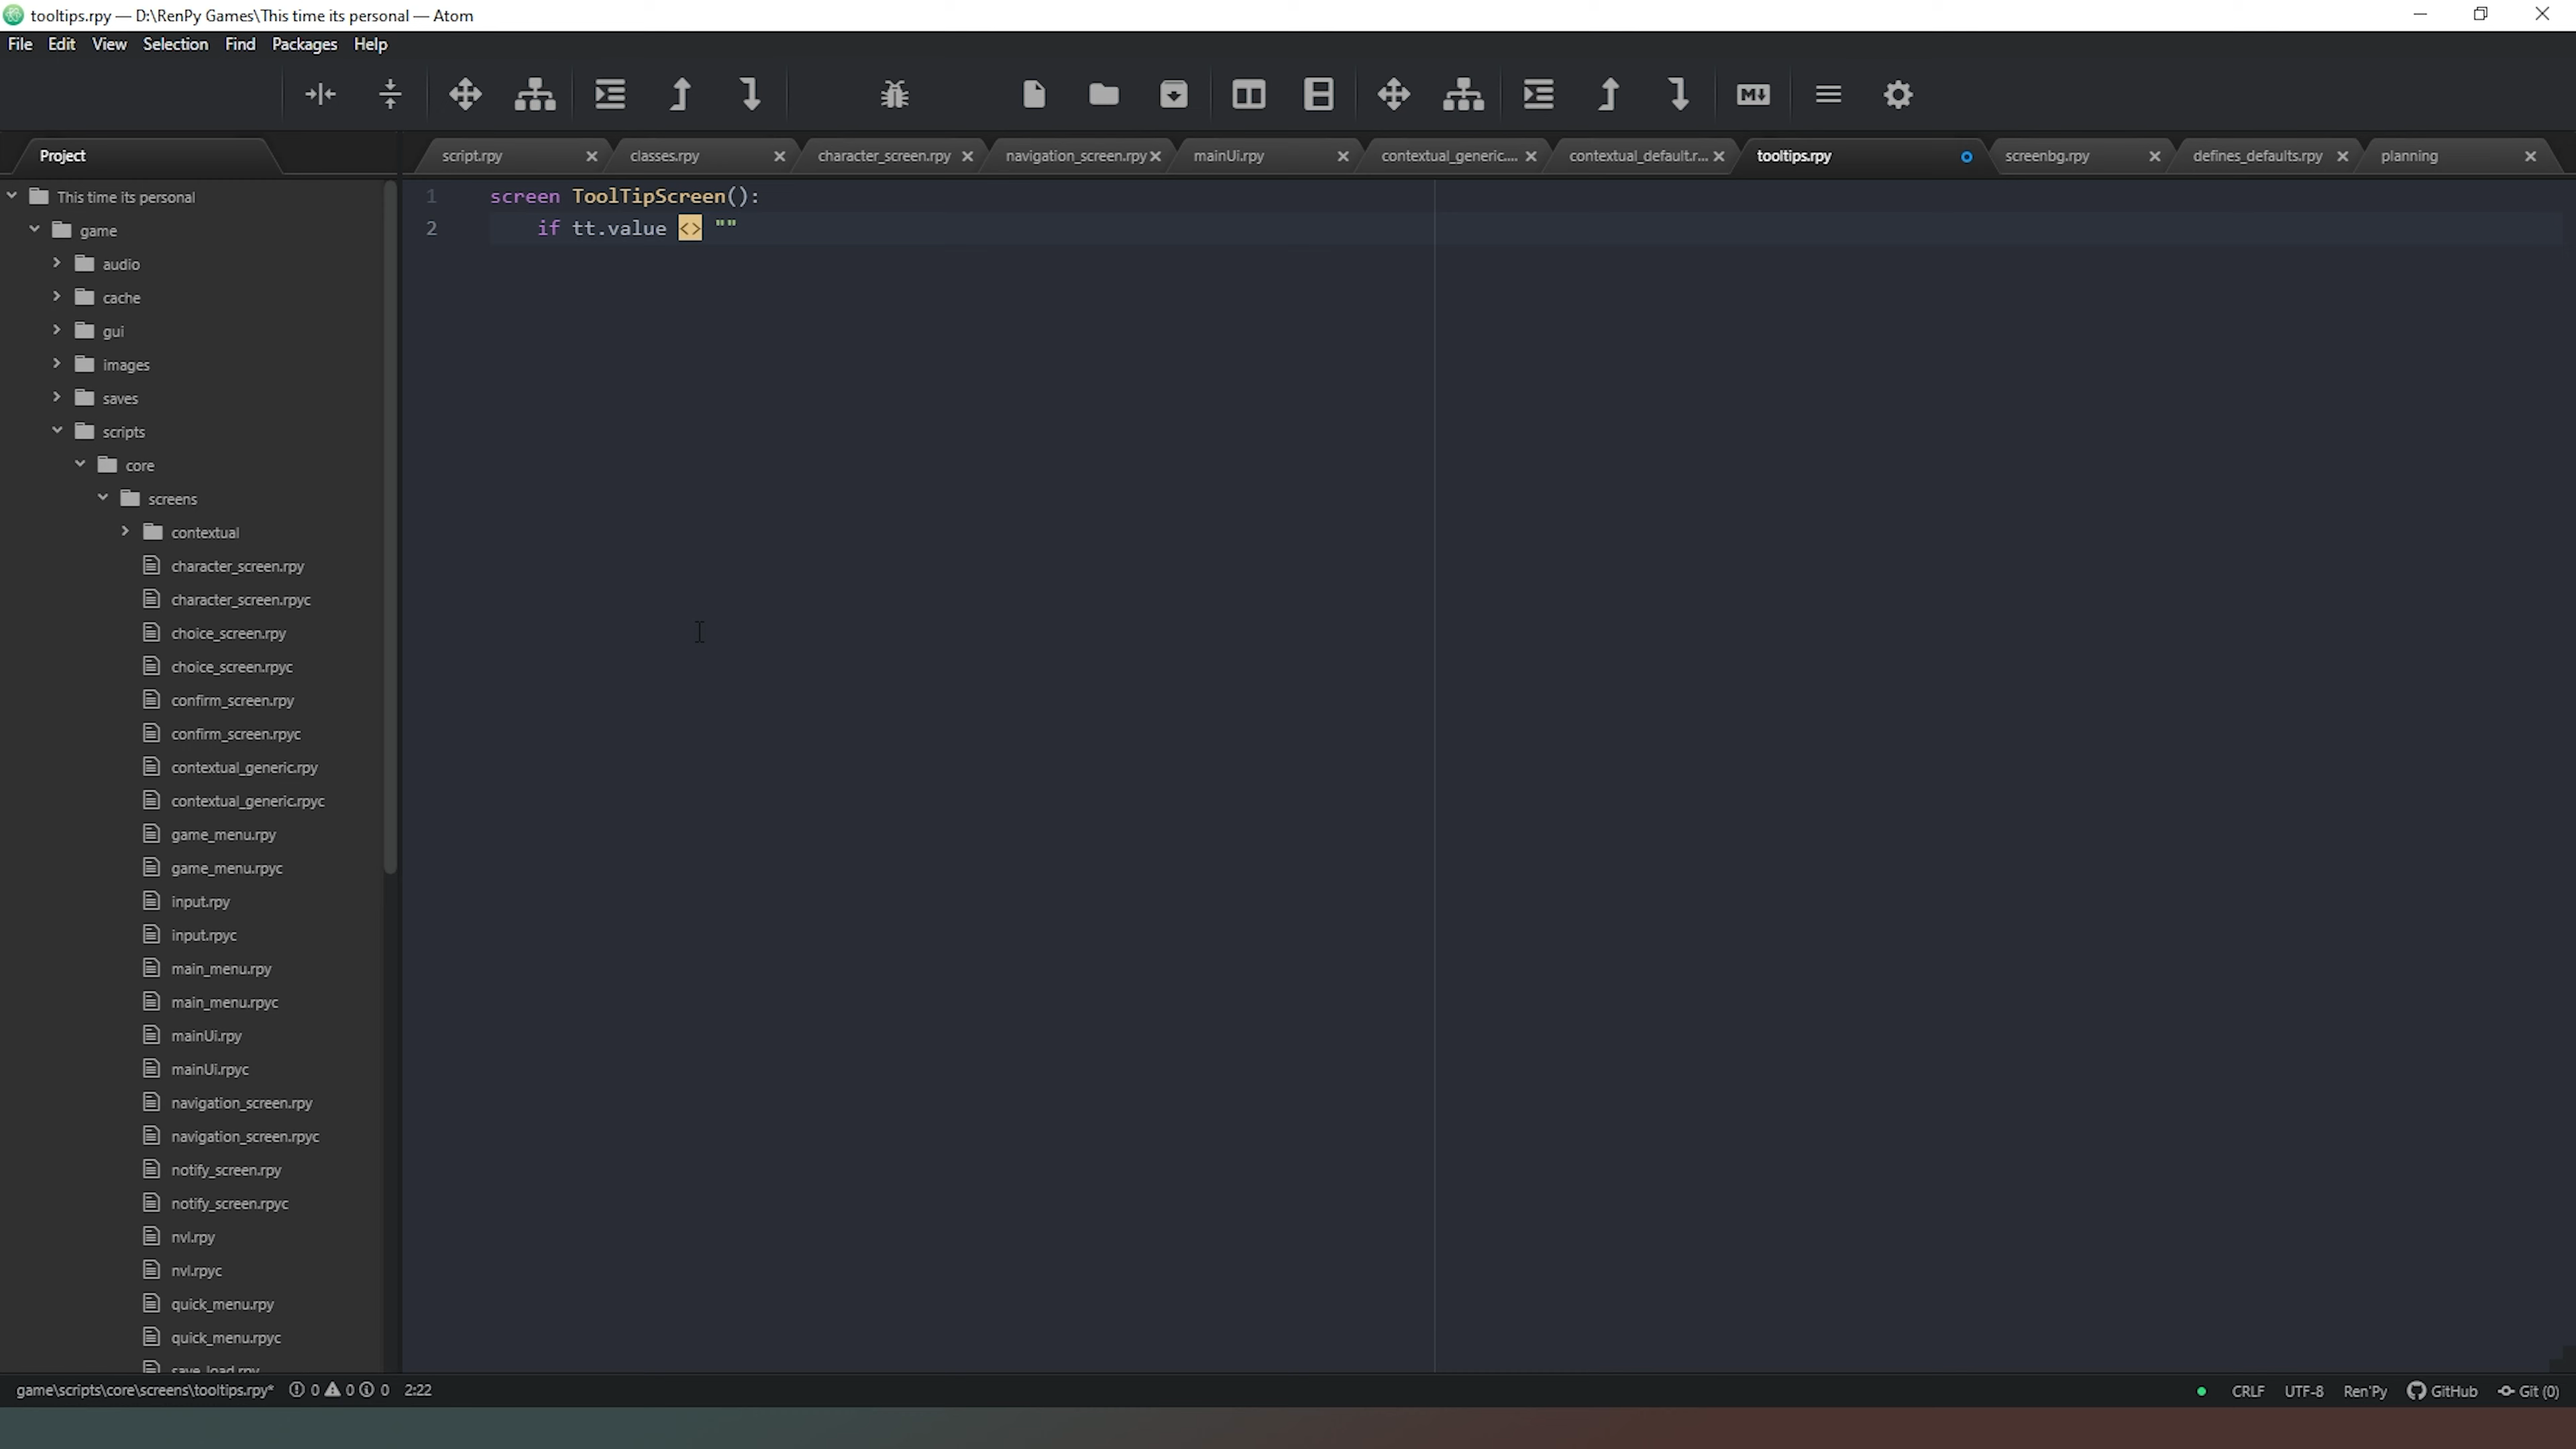 tooltips.rpy — D:\RenPy Games\This time its personal — Atom
File Edit View Selection Find Packages Help
M↓
Project
script.rpy
classes.rpy
character_screen.rpy
navigation_screen.rpy
mainUi.rpy
contextual_generic....
contextual_default.r...
tooltips.rpy
screenbg.rpy
defines_defaults.rpy
planning
This time its personal
game
audio
cache
gui
images
saves
scripts
core
screens
contextual
character_screen.rpy
character_screen.rpyc
choice_screen.rpy
choice_screen.rpyc
confirm_screen.rpy
confirm_screen.rpyc
contextual_generic.rpy
contextual_generic.rpyc
game_menu.rpy
game_menu.rpyc
input.rpy
input.rpyc
main_menu.rpy
main_menu.rpyc
mainUi.rpy
mainUi.rpyc
navigation_screen.rpy
navigation_screen.rpyc
notify_screen.rpy
notify_screen.rpyc
nvl.rpy
nvl.rpyc
quick_menu.rpy
quick_menu.rpyc
save_load.rpy
1 screen ToolTipScreen():
2 if tt.value <> ""
game\scripts\core\screens\tooltips.rpy* 0 0 0 2:22
CRLF UTF-8 Ren'Py GitHub Git (0)